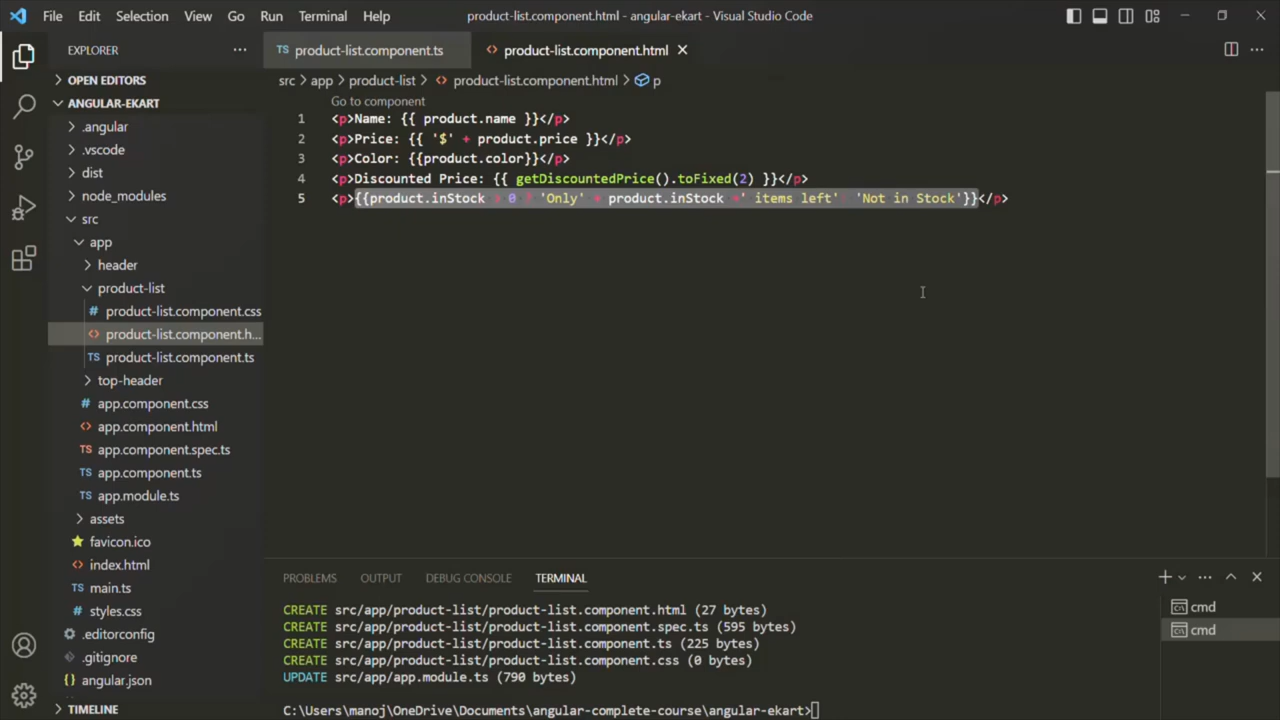 File Edit Selection View Go Run Terminal Help
product-list.component.html - angular-ekart - Visual Studio Code
EXPLORER
OPEN EDITORS
ANGULAR-EKART
.angular
.vscode
dist
node_modules
src
app
header
product-list
# product-list.component.css
<> product-list.component.h...
TS product-list.component.ts
top-header
# app.component.css
<> app.component.html
TS app.component.spec.ts
TS app.component.ts
TS app.module.ts
assets
favicon.ico
<> index.html
TS main.ts
# styles.css
.editorconfig
.gitignore
{} angular.json
TIMELINE
TS product-list.component.ts
<> product-list.component.html
src > app > product-list > <> product-list.component.html > p
Go to component
1 <p>Name: {{ product.name }}</p>
2 <p>Price: {{ '$' + product.price }}</p>
3 <p>Color: {{product.color}}</p>
4 <p>Discounted Price: {{ getDiscountedPrice().toFixed(2) }}</p>
5 <p>{{product.inStock 0 'Only' + product.inStock +' items left' 'Not in Stock'}}</p>
PROBLEMS OUTPUT DEBUG CONSOLE TERMINAL
CREATE src/app/product-list/product-list.component.html (27 bytes)
CREATE src/app/product-list/product-list.component.spec.ts (595 bytes)
CREATE src/app/product-list/product-list.component.ts (225 bytes)
CREATE src/app/product-list/product-list.component.css (0 bytes)
UPDATE src/app/app.module.ts (790 bytes)
C:\Users\manoj\OneDrive\Documents\angular-complete-course\angular-ekart>
cmd
cmd